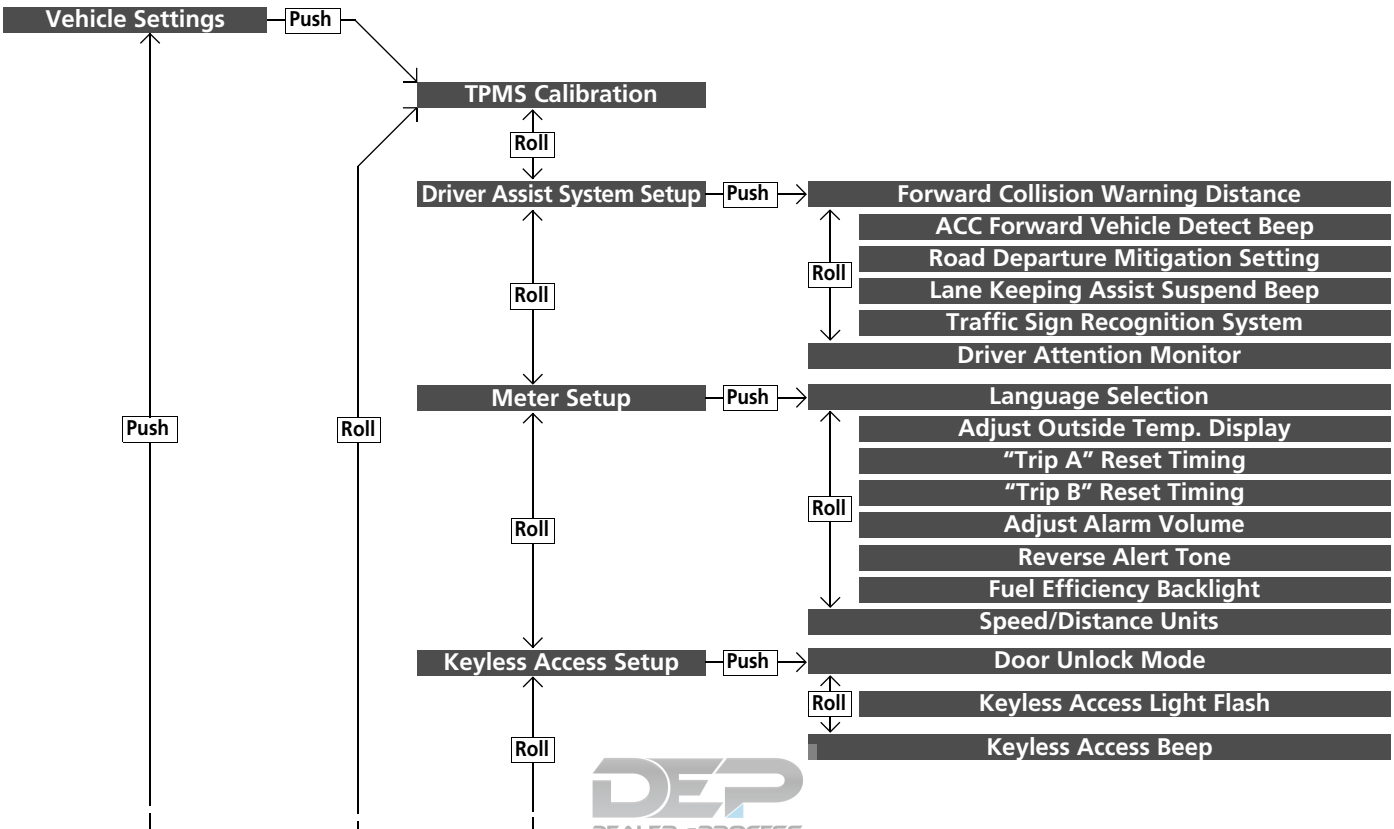 Vehicle Settings
Push
TPMS Calibration
Roll
Driver Assist System Setup
Push
Forward Collision Warning Distance
ACC Forward Vehicle Detect Beep
Road Departure Mitigation Setting
Roll
Lane Keeping Assist Suspend Beep
Roll
Traffic Sign Recognition System
Driver Attention Monitor
Meter Setup
Push
Language Selection
Push
Roll
Adjust Outside Temp. Display
“Trip A” Reset Timing
“Trip B” Reset Timing
Roll
Adjust Alarm Volume
Roll
Reverse Alert Tone
Fuel Efficiency Backlight
Speed/Distance Units
Keyless Access Setup
Push
Door Unlock Mode
Roll
Keyless Access Light Flash
Roll
Keyless Access Beep
DEP
DEALER ePROCESS